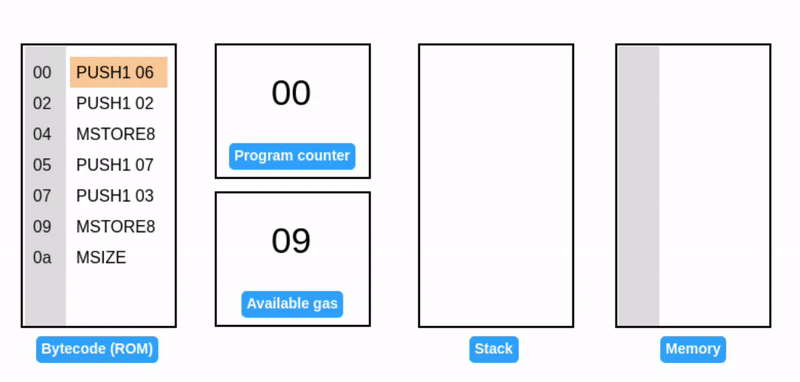 00 PUSH1 06
02 PUSH1 02
04 MSTORE8
05 PUSH1 07
07 PUSH1 03
09 MSTORE8
0a MSIZE
Bytecode (ROM)
00
Program counter
09
Available gas
Stack
Memory